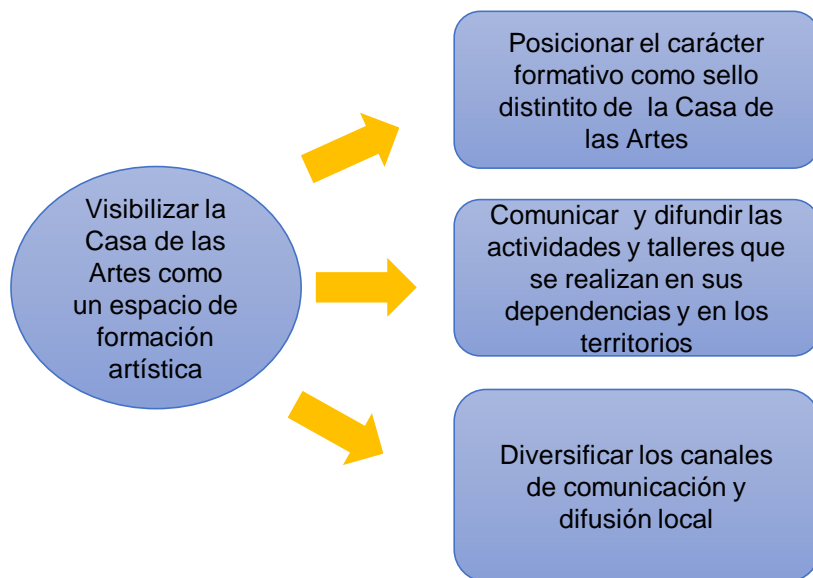 Visibilizar la
Casa de las
Artes como
un espacio de
formación
artística
Posicionar el carácter
formativo como sello
distintito de la Casa de
las Artes
Comunicar y difundir las
actividades y talleres que
se realizan en sus
dependencias y en los
territorios
Diversificar los canales
de comunicación y
difusión local